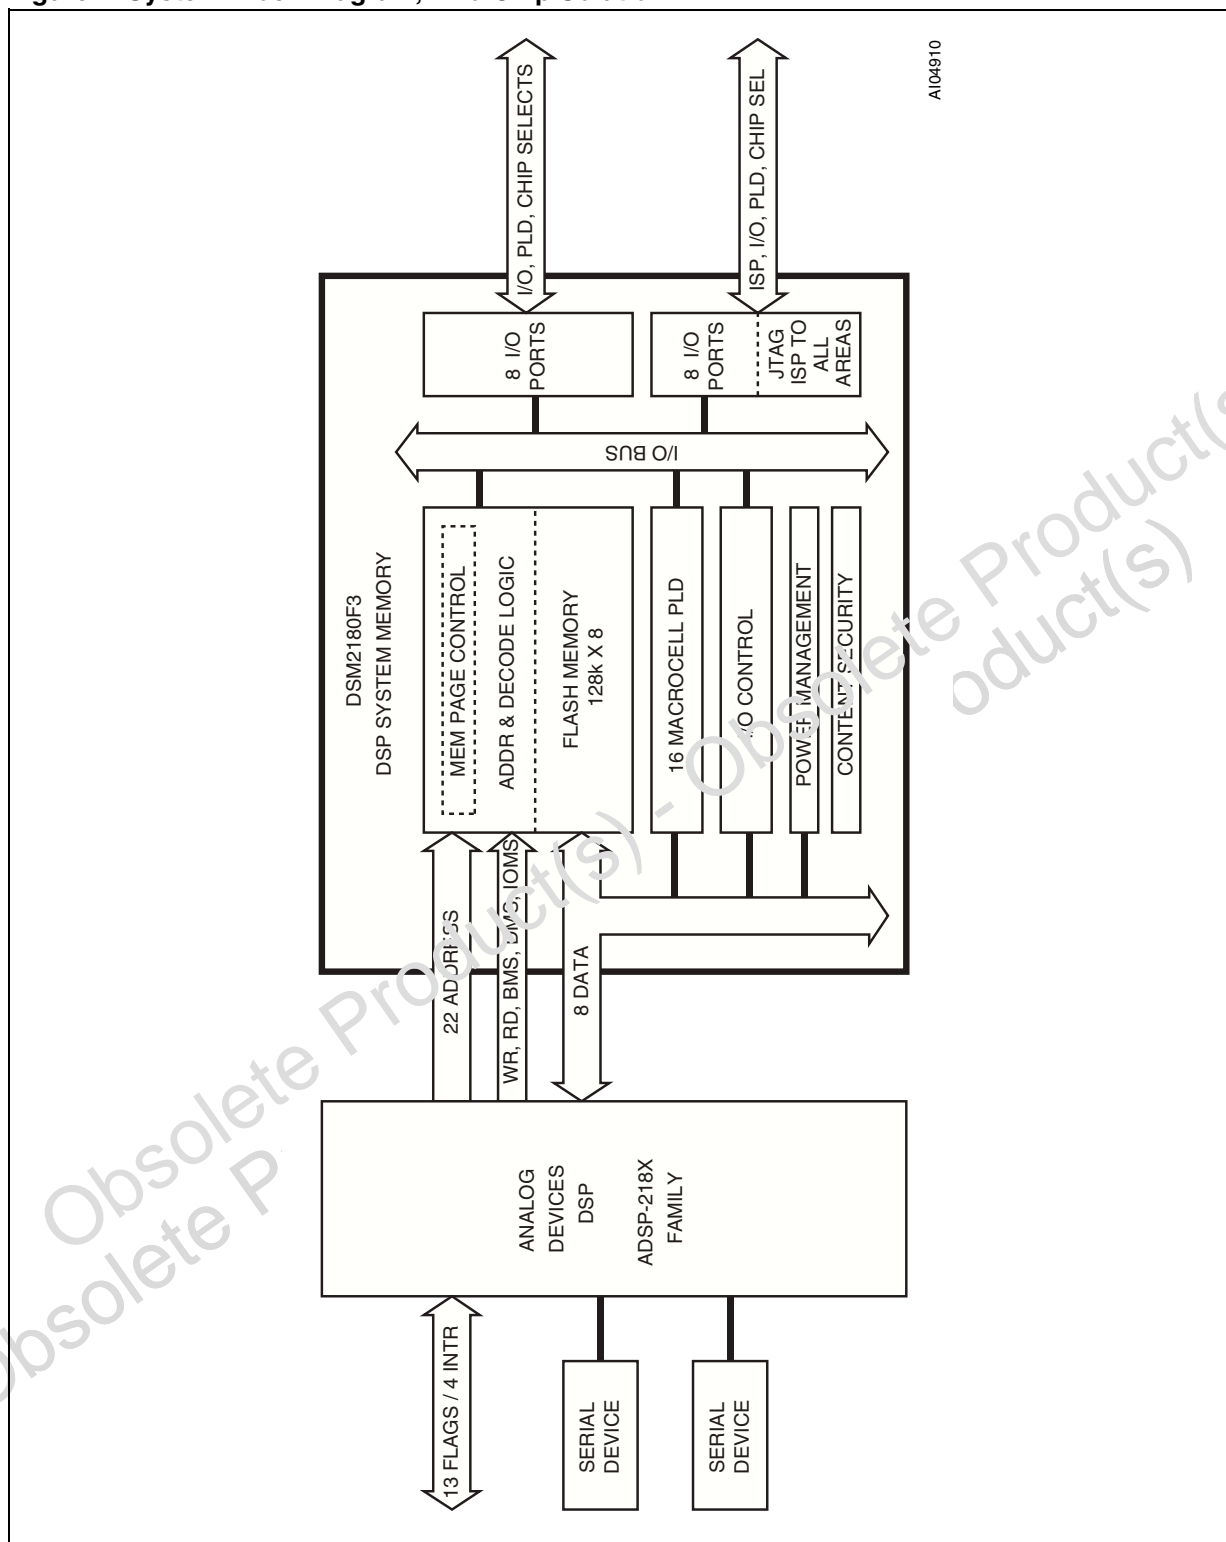 AI04910
I/O, PLD, CHIP SELECTS
ISP, I/O, PLD, CHIP SEL
8 I/O
PORTS
8 I/O
PORTS
JTAG
ISP TO
ALL
AREAS
I/O BUS
DSM2180F3
DSP SYSTEM MEMORY
MEM PAGE CONTROL
ADDR & DECODE LOGIC
FLASH MEMORY
128k X 8
16 MACROCELL PLD
I/O CONTROL
POWER MANAGEMENT
CONTENT SECURITY
22 ADDRESS
WR, RD, BMS, DMS, IOMS
8 DATA
ANALOG
DEVICES
DSP
ADSP-218X
FAMILY
13 FLAGS / 4 INTR
SERIAL
DEVICE
SERIAL
DEVICE
Obsolete Product(s) - Obsolete Product(s)